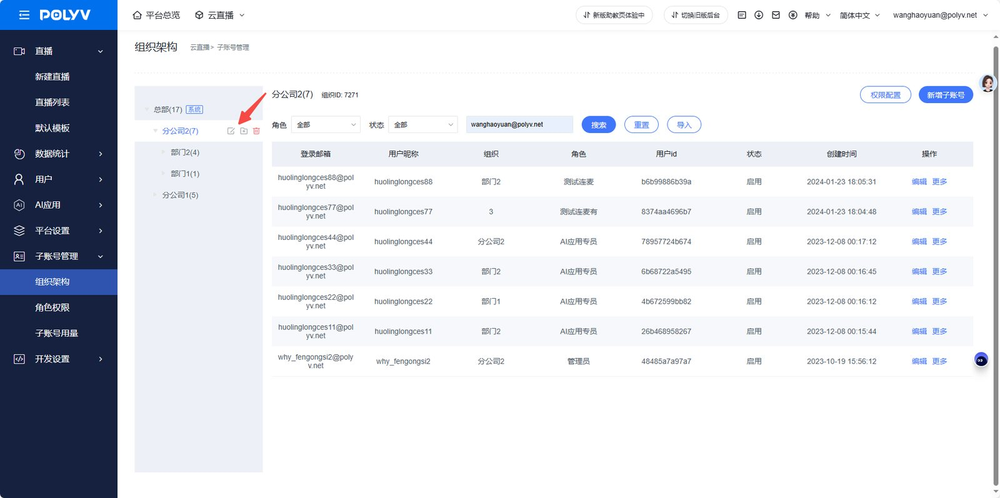 POLYV
平台总览
云直播
新版助教页体验中
切换旧版后台
帮助
简体中文
wanghaoyuan@polyv.net
直播
新建直播
直播列表
默认模板
数据统计
用户
AI应用
平台设置
子账号管理
组织架构
角色权限
子账号用量
开发设置
组织架构
云直播> 子账号管理
总部(17) 系统
分公司2(7)
部门2(4)
部门1(1)
分公司1(5)
分公司2(7) 组织ID: 7271
权限配置
新增子账号
角色 全部 状态 全部 wanghaoyuan@polyv.net 搜索 重置 导入
登录邮箱 用户昵称 组织 角色 用户id 状态 创建时间 操作
huolinglongces88@pol
yv.net
huolinglongces88 部门2 测试连麦 b6b99886b39a 启用 2024-01-23 18:05:31 编辑 更多
huolinglongces77@pol
yv.net
huolinglongces77 3 测试连麦有 8374aa4696b7 启用 2024-01-23 18:04:48 编辑 更多
huolinglongces44@pol
yv.net
huolinglongces44 分公司2 AI应用专员 78957724b674 启用 2023-12-08 00:17:12 编辑 更多
huolinglongces33@pol
yv.net
huolinglongces33 部门2 AI应用专员 6b68722a5495 启用 2023-12-08 00:16:45 编辑 更多
huolinglongces22@pol
yv.net
huolinglongces22 部门1 AI应用专员 4b672599bb82 启用 2023-12-08 00:16:12 编辑 更多
huolinglongces11@pol
yv.net
huolinglongces11 部门2 AI应用专员 26b468958267 启用 2023-12-08 00:15:44 编辑 更多
why_fengongsi2@poly
v.net
why_fengongsi2 分公司2 管理员 48485a7a97a7 启用 2023-10-19 15:56:12 编辑 更多